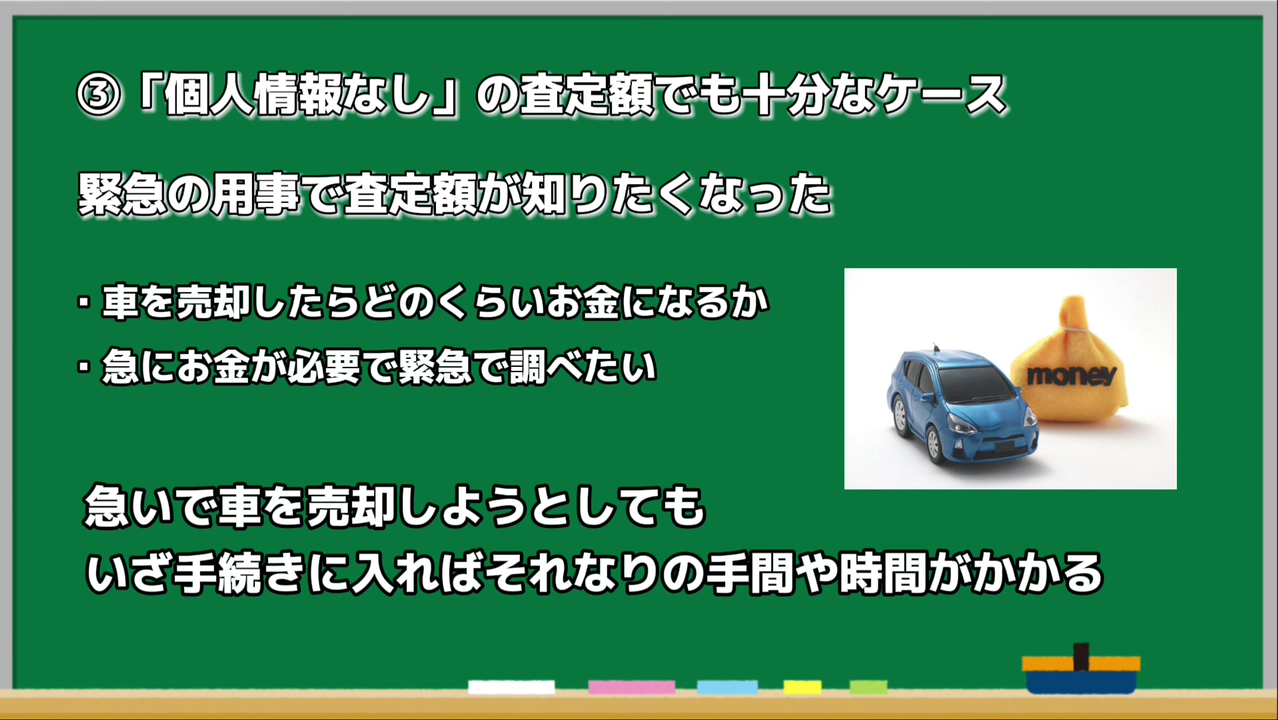 ③「個人情報なし」の査定額でも十分なケース
緊急の用事で査定額が知りたくなった
・車を売却したらどのくらいお金になるか
・急にお金が必要で緊急で調べたい
money
急いで車を売却しようとしても
いざ手続きに入ればそれなりの手間や時間がかかる